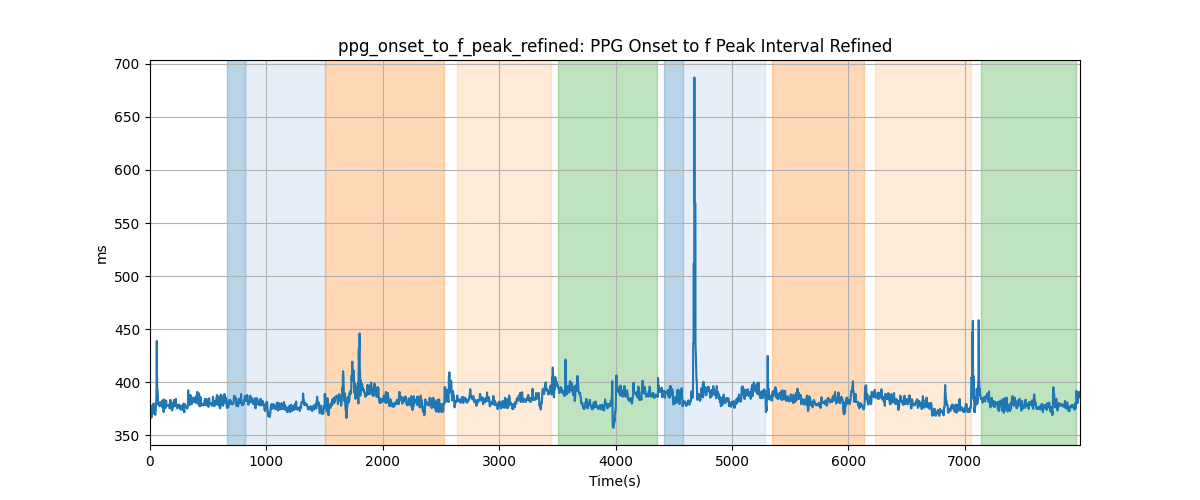 ppg_onset_to_f_peak_refined: PPG Onset to f Peak Interval Refined
700
650
600
550
500
450
400
350
ms
0 1000 2000 3000 4000 5000 6000 7000
Time(s)